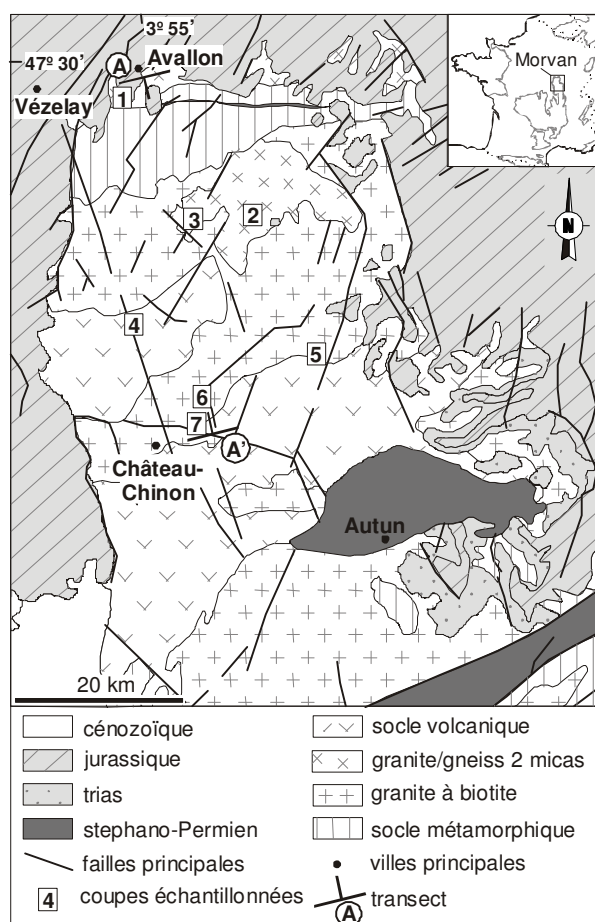 3º 55'
47º 30'
A
Avallon
Vézelay
1
Morvan
N
3
2
4
5
6
7
A'
Château-
Chinon
Autun
20 km
cénozoïque
socle volcanique
jurassique
granite/gneiss 2 micas
trias
granite à biotite
stephano-Permien
socle métamorphique
failles principales
villes principales
4 coupes échantillonnées
A transect